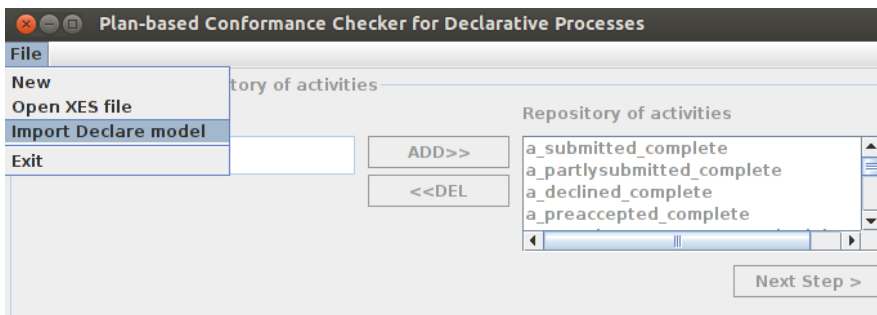 Plan-based Conformance Checker for Declarative Processes
File
New
Open XES file
Import Declare model
Exit
tory of activities
Repository of activities
ADD>>
<<DEL
a_submitted_complete
a_partlysubmitted_complete
a_declined_complete
a_preaccepted_complete
Next Step >